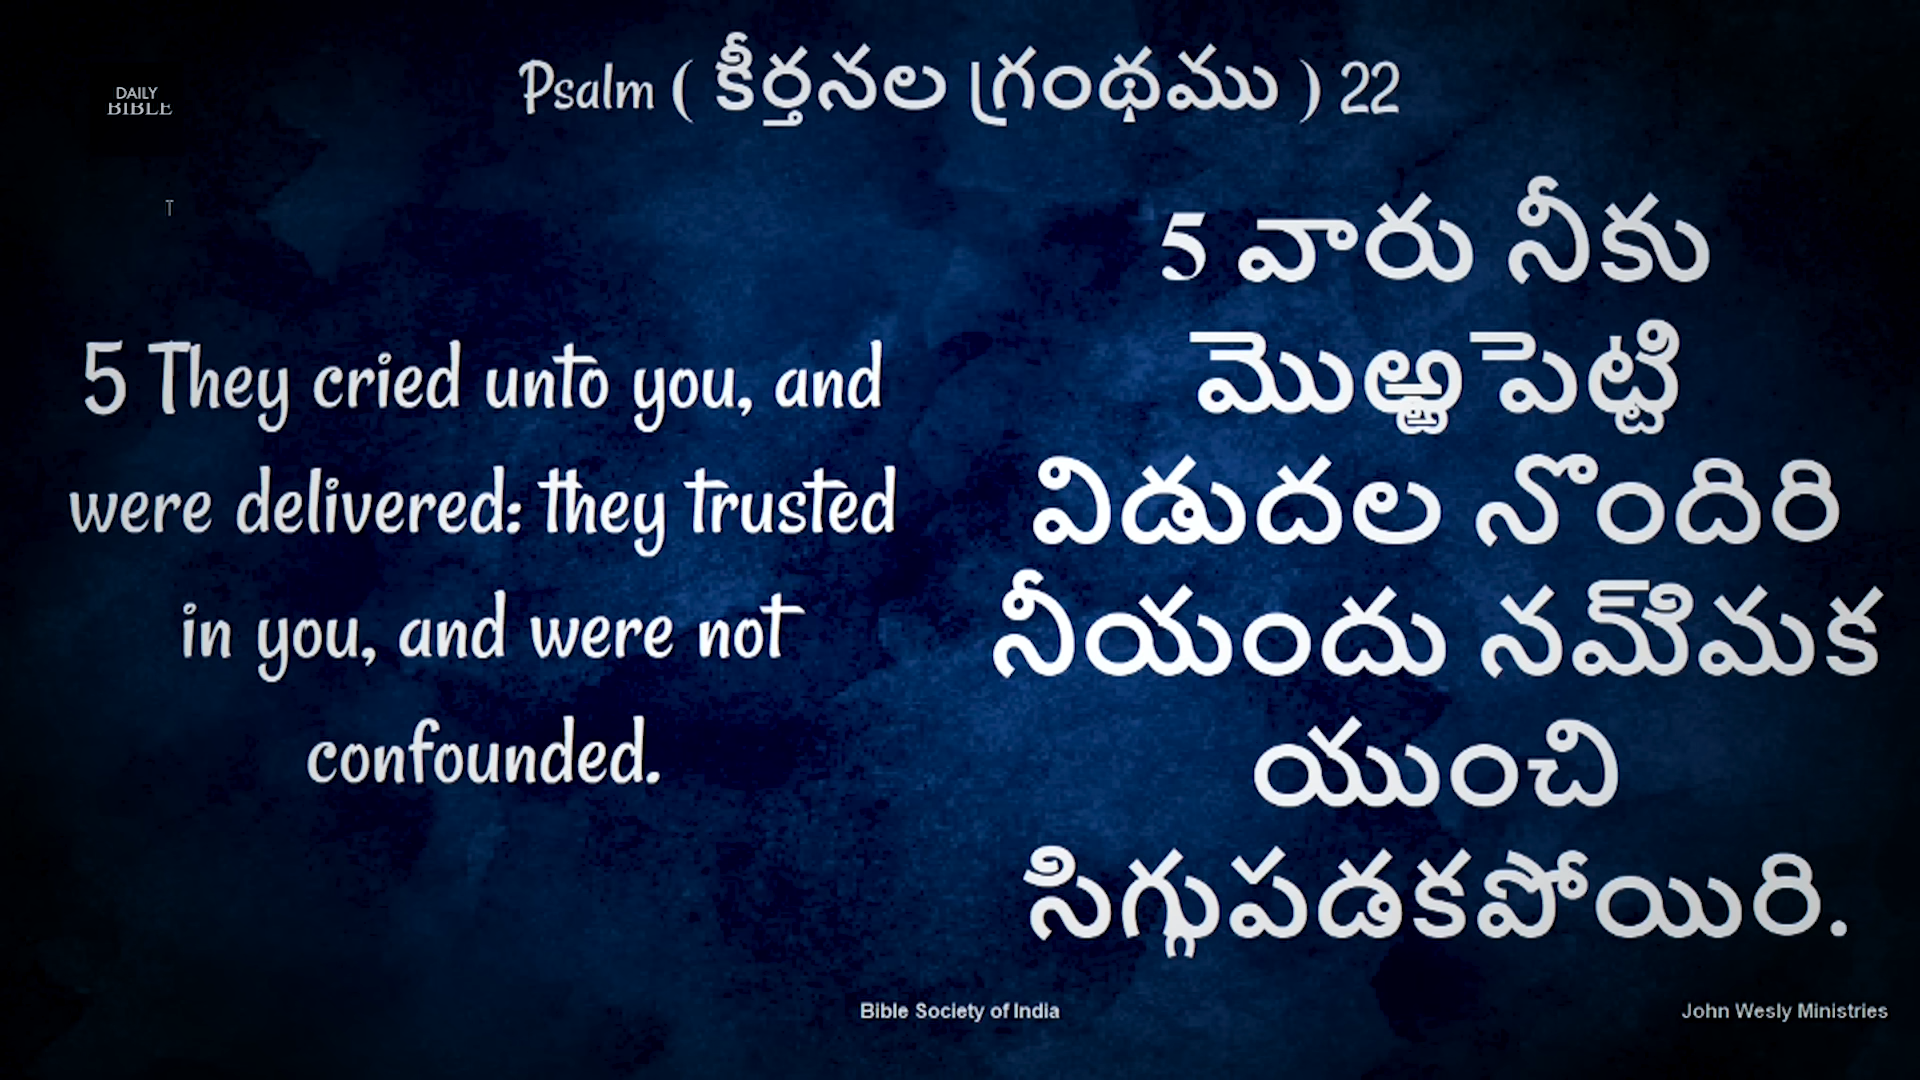 Psalm ( కీర్తనల గ్రంథము ) 22
DAILY
BIBLE
T
5 They cried unto you, and
were delivered: they trusted
in you, and were not
confounded.
5 వారు నీకు
మొఱ్ఱపెట్టి
విడుదల నొందిరి
నీయందు నమ్మిమక
యుంచి
సిగ్గుపడకపోయిరి.
Bible Society of India
John Wesly Ministries